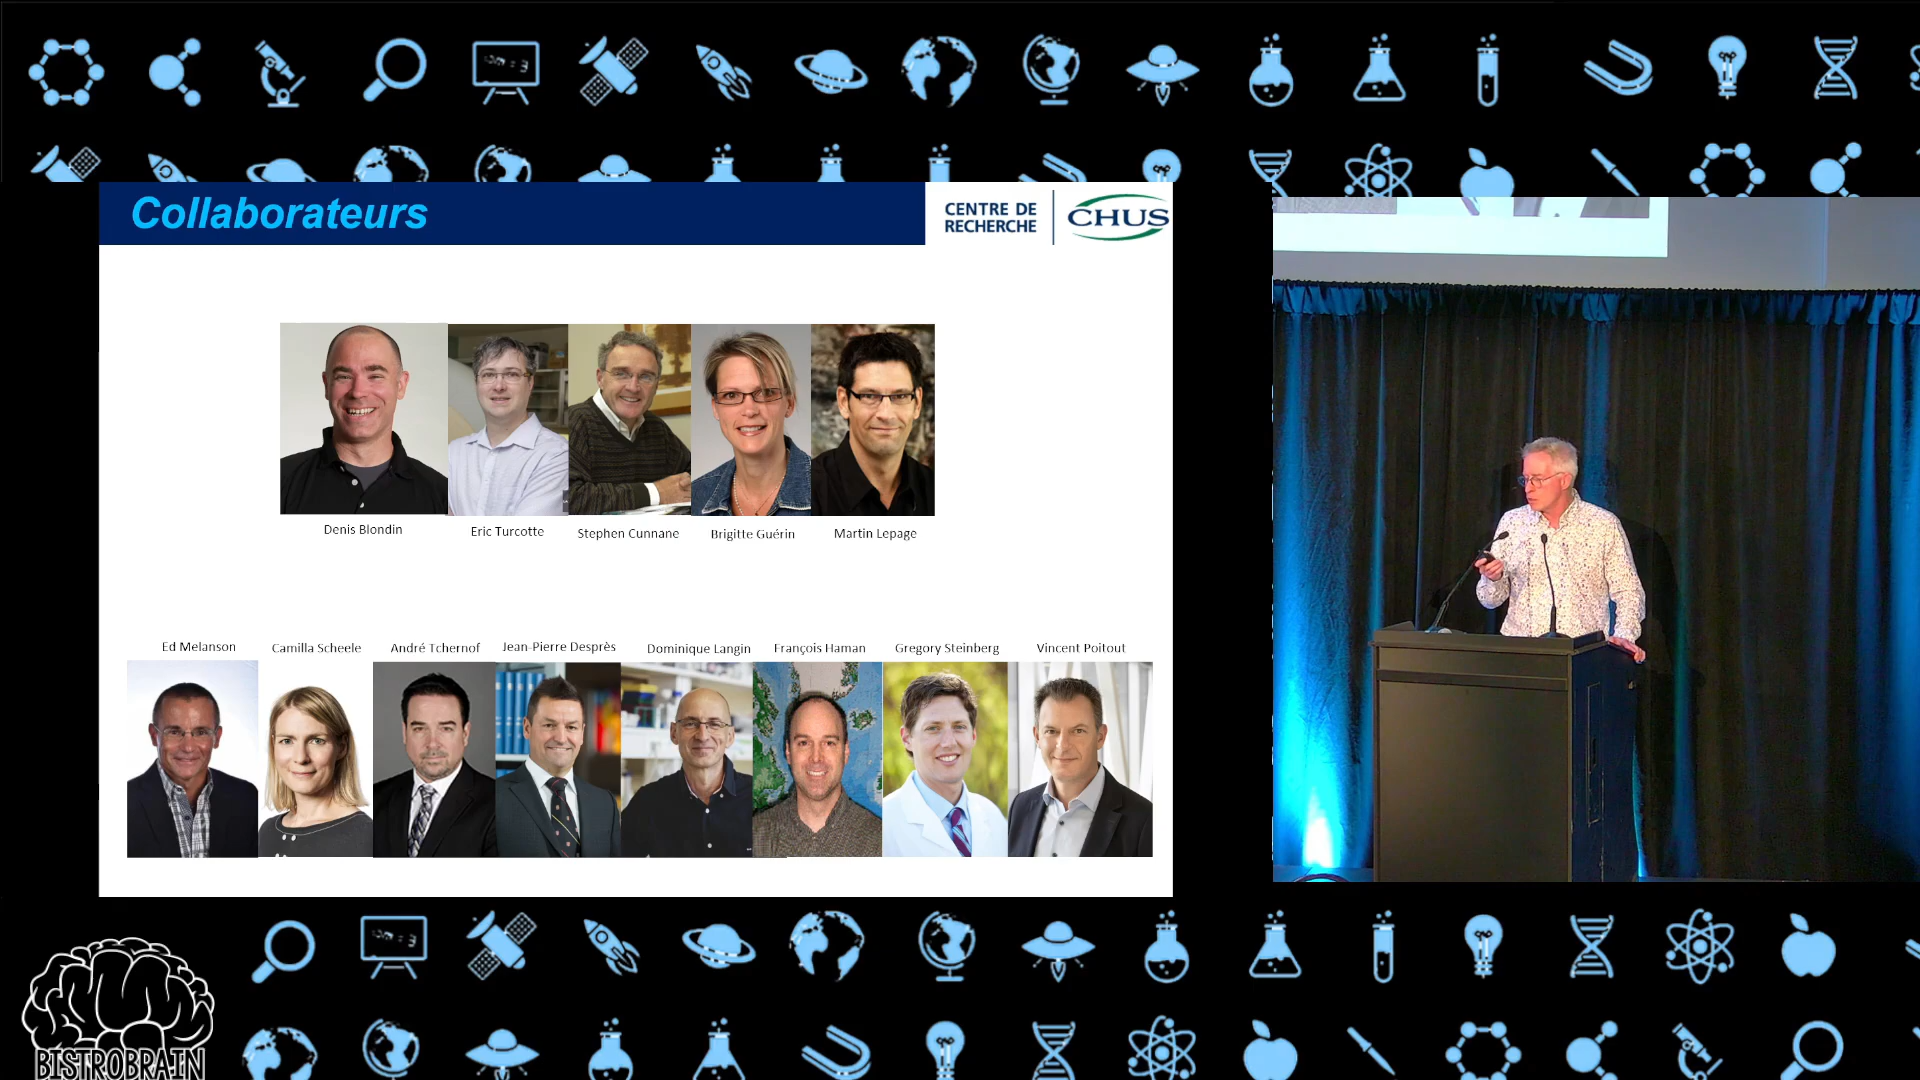 Collaborateurs
CENTRE DE
RECHERCHE
CHUS
Denis Blondin
Eric Turcotte
Stephen Cunnane
Brigitte Guérin
Martin Lepage
Ed Melanson
Camilla Scheele
André Tchernof
Jean-Pierre Desprès
Dominique Langin
François Haman
Gregory Steinberg
Vincent Poitout
BISTROBRAIN